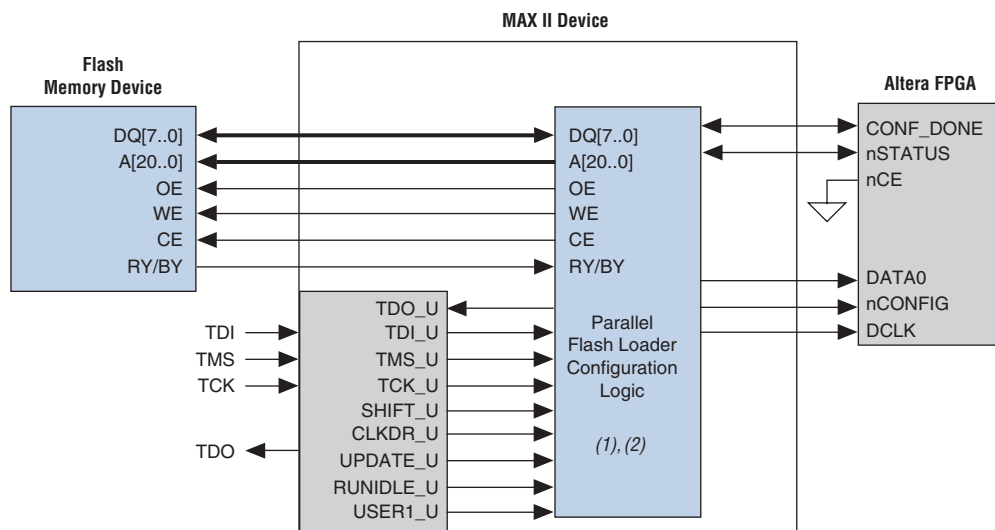 MAX II Device
Flash
Memory Device
Altera FPGA
DQ[7..0]
A[20..0]
OE
WE
CE
RY/BY
DQ[7..0]
A[20..0]
OE
WE
CE
RY/BY
Parallel
Flash Loader
Configuration
Logic
(1), (2)
CONF_DONE
nSTATUS
nCE
DATA0
nCONFIG
DCLK
TDI
TMS
TCK
TDO
TDO_U
TDI_U
TMS_U
TCK_U
SHIFT_U
CLKDR_U
UPDATE_U
RUNIDLE_U
USER1_U